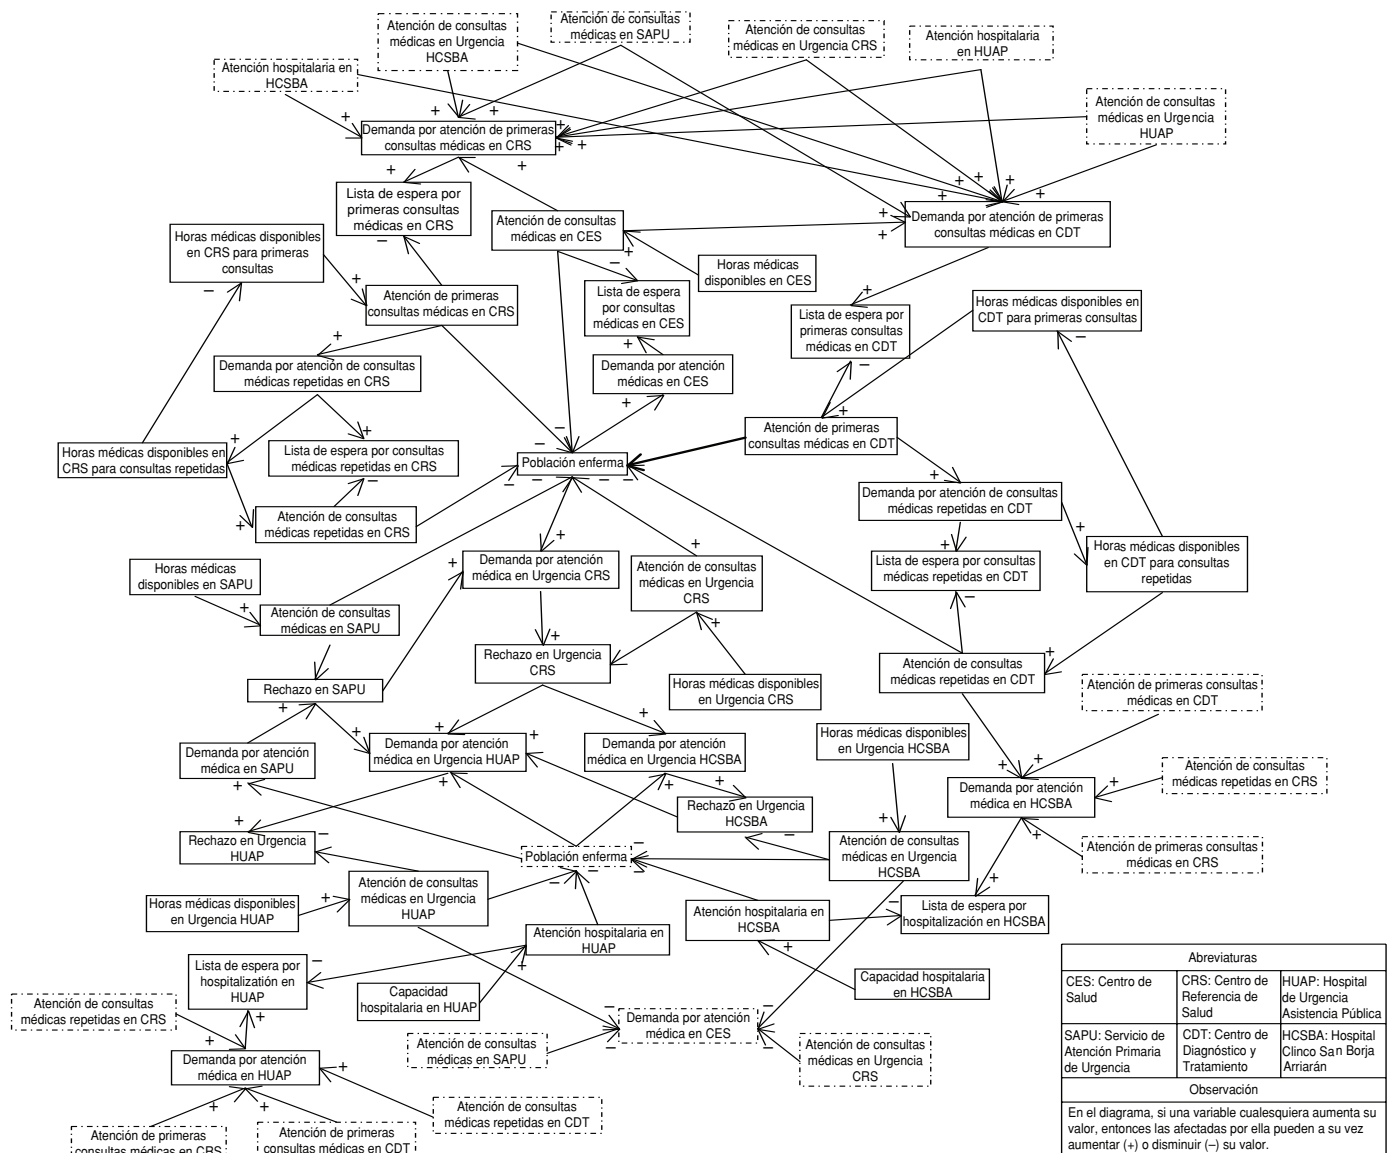 Atención de consultas
médicas en Urgencia
HCSBA
Atención de consultas
médicas en SAPU
Atención de consultas
médicas en Urgencia CRS
Atención hospitalaria
en HUAP
Atención hospitalaria en
HCSBA
Atención de consultas
médicas en Urgencia
HUAP
Demanda por atención de primeras
consultas médicas en CRS
Lista de espera por
primeras consultas
médicas en CRS
Atención de consultas
médicas en CES
Demanda por atención de primeras
consultas médicas en CDT
Horas médicas disponibles
en CRS para primeras
consultas
Horas médicas
disponibles en CES
Atención de primeras
consultas médicas en CRS
Lista de espera
por consultas
médicas en CES
Lista de espera por
primeras consultas
médicas en CDT
Horas médicas disponibles en
CDT para primeras consultas
Demanda por atención de consultas
médicas repetidas en CRS
Demanda por atención
médicas en CES
Atención de primeras
consultas médicas en CDT
Horas médicas disponibles en
CRS para consultas repetidas
Lista de espera por consultas
médicas repetidas en CRS
Población enferma
Demanda por atención de consultas
médicas repetidas en CDT
Atención de consultas
médicas repetidas en CRS
Horas médicas
disponibles en SAPU
Demanda por atención
médica en Urgencia CRS
Atención de consultas
médicas en Urgencia
CRS
Lista de espera por consultas
médicas repetidas en CDT
Horas médicas disponibles
en CDT para consultas
repetidas
Atención de consultas
médicas en SAPU
Rechazo en Urgencia
CRS
Atención de consultas
médicas repetidas en CDT
Rechazo en SAPU
Horas médicas disponibles
en Urgencia CRS
Atención de primeras consultas
médicas en CDT
Demanda por atención
médica en SAPU
Demanda por atención
médica en Urgencia HUAP
Demanda por atención
médica en Urgencia HCSBA
Horas médicas disponibles
en Urgencia HCSBA
Atención de consultas
médicas repetidas en CRS
Demanda por atención
médica en HCSBA
Rechazo en Urgencia
HCSBA
Rechazo en Urgencia
HUAP
Población enferma
Atención de consultas
médicas en Urgencia
HCSBA
Atención de primeras consultas
médicas en CRS
Horas médicas disponibles
en Urgencia HUAP
Atención de consultas
médicas en Urgencia
HUAP
Atención hospitalaria en
HCSBA
Lista de espera por
hospitalización en HCSBA
Atención hospitalaria en
HUAP
Lista de espera por
hospitalizatión en
HUAP
Capacidad
hospitalaria en HUAP
Capacidad hospitalaria
en HCSBA
Atención de consultas
médicas repetidas en CRS
Demanda por atención
médica en CES
Atención de consultas
médicas en SAPU
Atención de consultas
médicas en Urgencia
CRS
Demanda por atención
médica en HUAP
Atención de consultas
médicas repetidas en CDT
Atención de primeras
consultas médicas en CRS
Atención de primeras
consultas médicas en CDT
Abreviaturas
CES: Centro de
Salud
CRS: Centro de
Referencia de
Salud
HUAP: Hospital
de Urgencia
Asistencia Pública
SAPU: Servicio de
Atención Primaria
de Urgencia
CDT: Centro de
Diagnóstico y
Tratamiento
HCSBA: Hospital
Clinco San Borja
Arriarán
Observación
En el diagrama, si una variable cualesquiera aumenta su
valor, entonces las afectadas por ella pueden a su vez
aumentar (+) o disminuir (–) su valor.